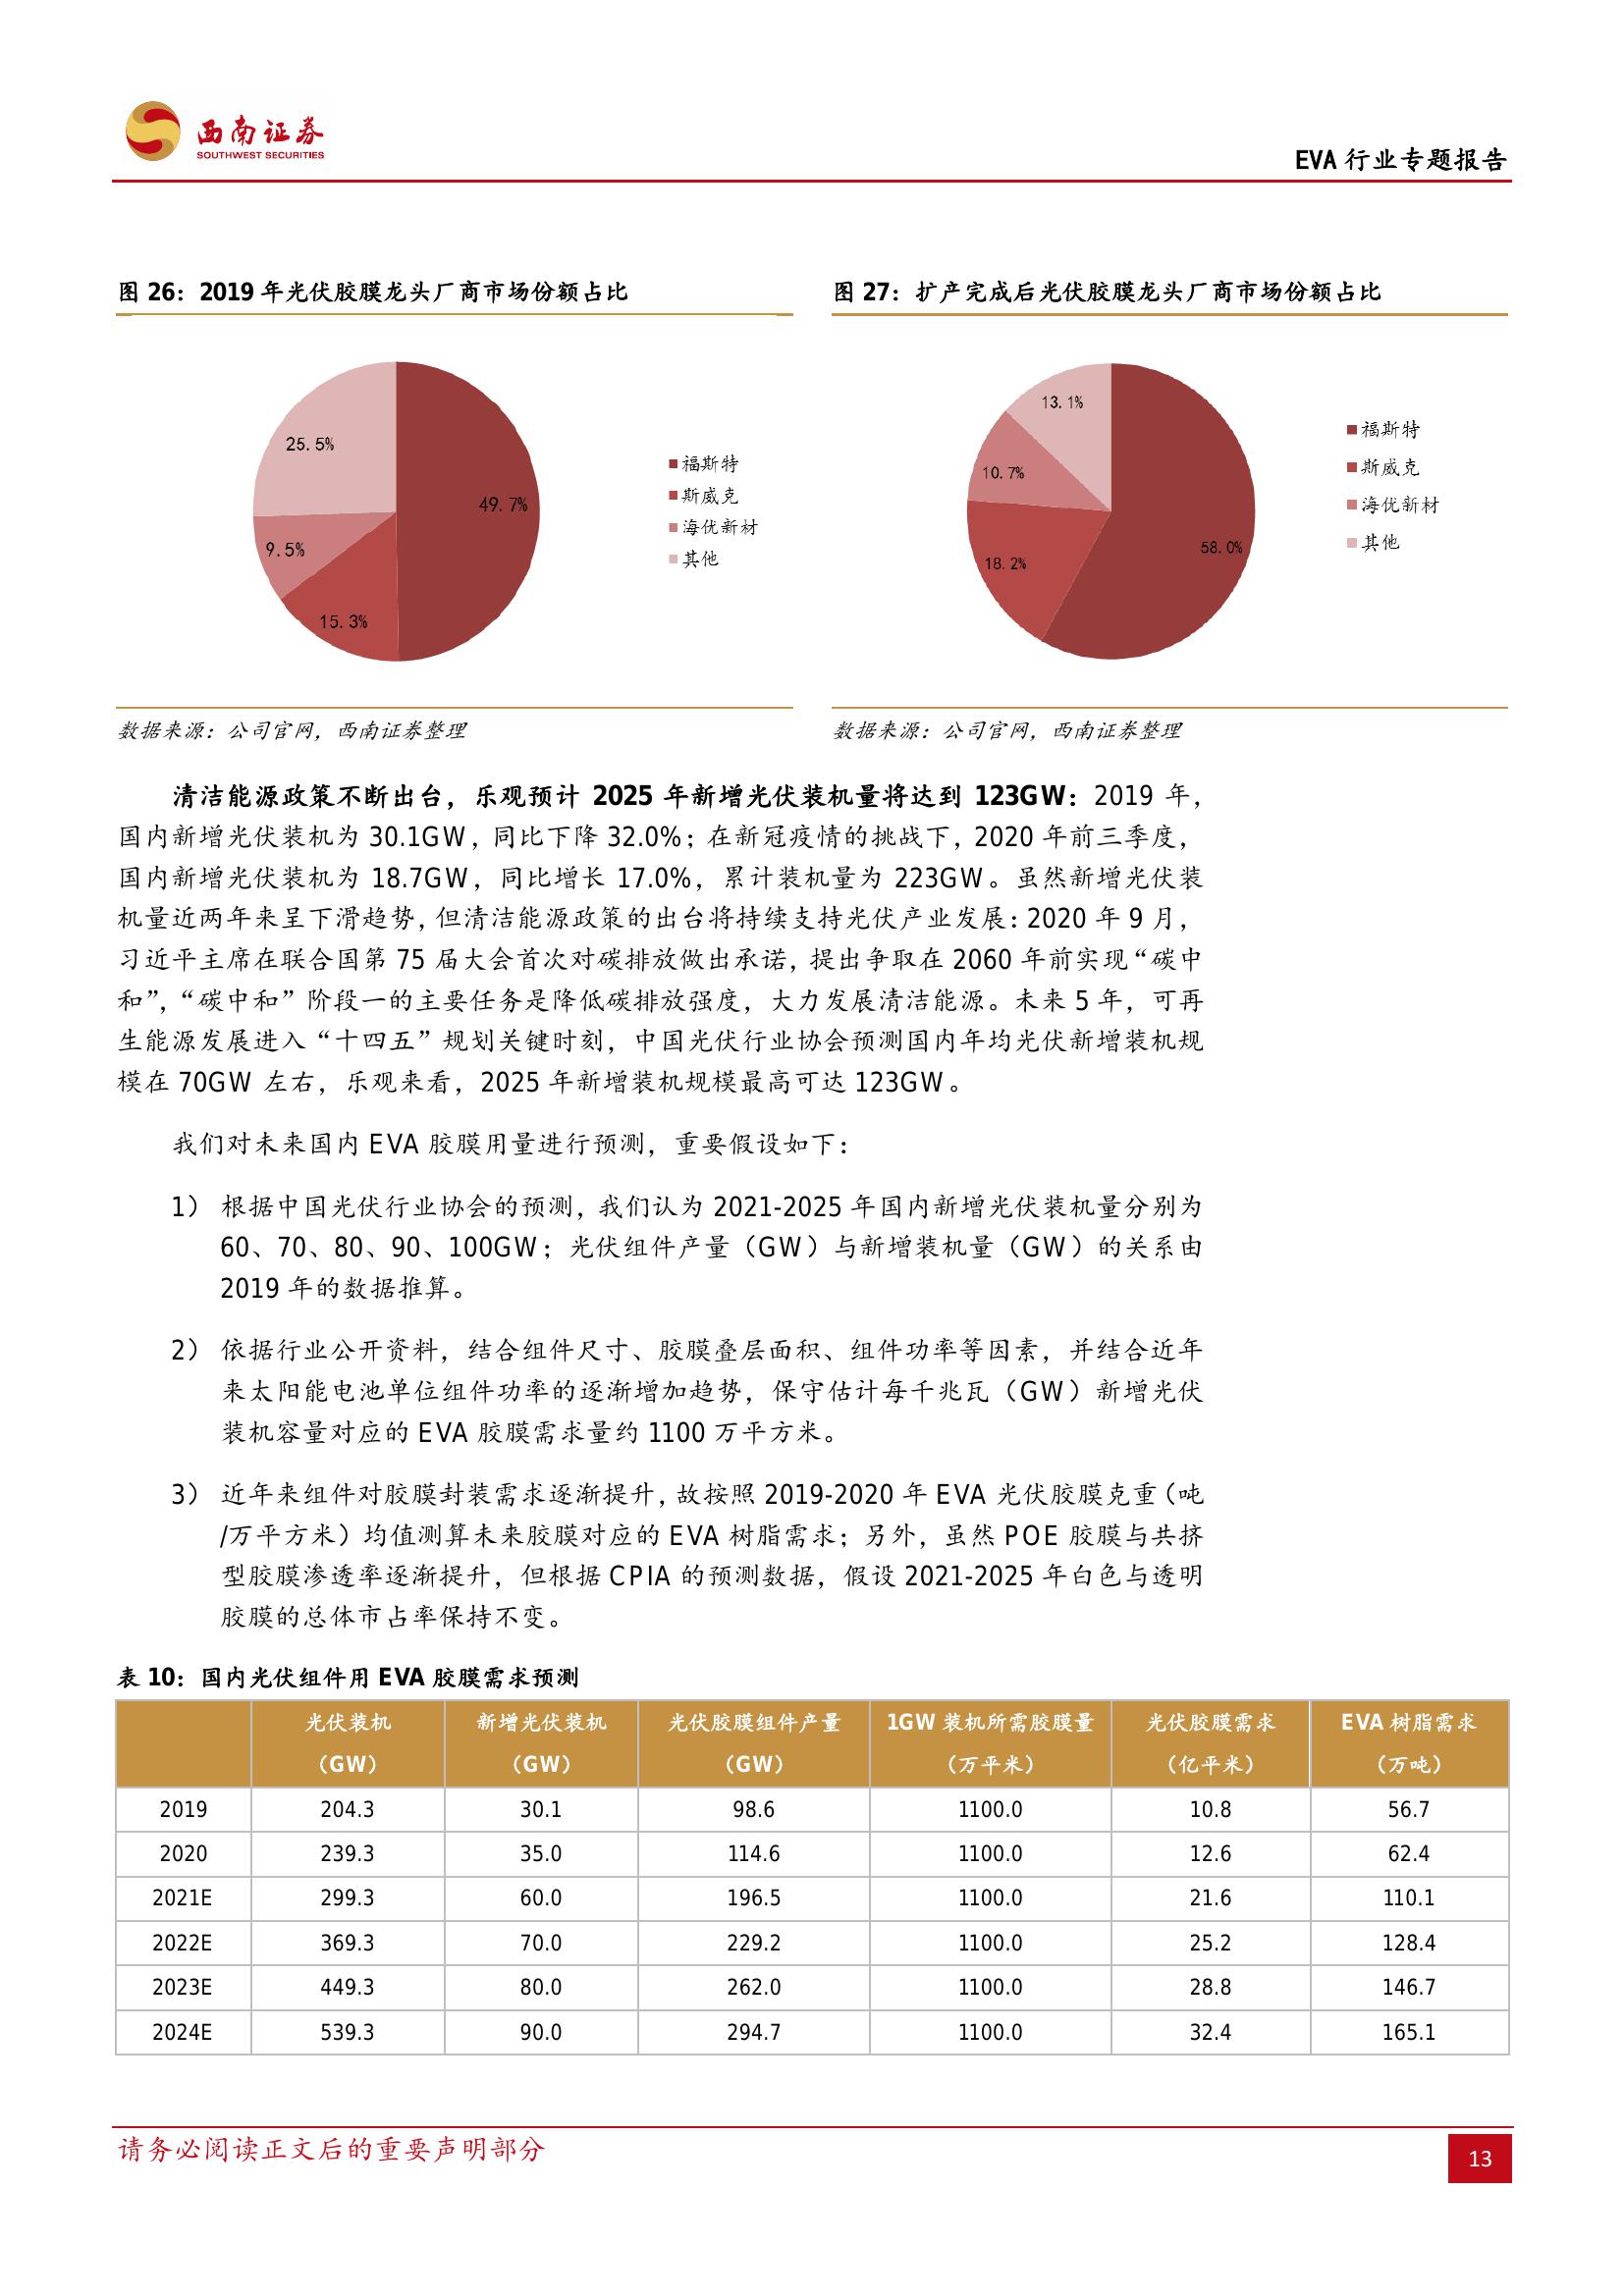 西南证券
SOUTHWEST SECURITIES
EVA 行业专题报告
图 26：2019 年光伏胶膜龙头厂商市场份额占比
49.7%
15.3%
9.5%
25.5%
福斯特
斯威克
海优新材
其他
数据来源：公司官网，西南证券整理
图 27：扩产完成后光伏胶膜龙头厂商市场份额占比
58.0%
18.2%
10.7%
13.1%
福斯特
斯威克
海优新材
其他
数据来源：公司官网，西南证券整理
清洁能源政策不断出台，乐观预计 2025 年新增光伏装机量将达到 123GW：2019 年，
国内新增光伏装机为 30.1GW，同比下降 32.0%；在新冠疫情的挑战下，2020 年前三季度，
国内新增光伏装机为 18.7GW，同比增长 17.0%，累计装机量为 223GW。虽然新增光伏装
机量近两年来呈下滑趋势，但清洁能源政策的出台将持续支持光伏产业发展：2020 年 9 月，
习近平主席在联合国第 75 届大会首次对碳排放做出承诺，提出争取在 2060 年前实现“碳中
和”，“碳中和”阶段一的主要任务是降低碳排放强度，大力发展清洁能源。未来 5 年，可再
生能源发展进入“十四五”规划关键时刻，中国光伏行业协会预测国内年均光伏新增装机规
模在 70GW 左右，乐观来看，2025 年新增装机规模最高可达 123GW。
我们对未来国内 EVA 胶膜用量进行预测，重要假设如下：
1） 根据中国光伏行业协会的预测，我们认为 2021-2025 年国内新增光伏装机量分别为
60、70、80、90、100GW；光伏组件产量（GW）与新增装机量（GW）的关系由
2019 年的数据推算。
2） 依据行业公开资料，结合组件尺寸、胶膜叠层面积、组件功率等因素，并结合近年
来太阳能电池单位组件功率的逐渐增加趋势，保守估计每千兆瓦（GW）新增光伏
装机容量对应的 EVA 胶膜需求量约 1100 万平方米。
3） 近年来组件对胶膜封装需求逐渐提升，故按照 2019-2020 年 EVA 光伏胶膜克重（吨
/万平方米）均值测算未来胶膜对应的 EVA 树脂需求；另外，虽然 POE 胶膜与共挤
型胶膜渗透率逐渐提升，但根据 CPIA 的预测数据，假设 2021-2025 年白色与透明
胶膜的总体市占率保持不变。
表 10：国内光伏组件用 EVA 胶膜需求预测
光伏装机 新增光伏装机 光伏胶膜组件产量 1GW 装机所需胶膜量 光伏胶膜需求 EVA 树脂需求
（GW） （GW） （GW） （万平米） （亿平米） （万吨）
2019 204.3 30.1 98.6 1100.0 10.8 56.7
2020 239.3 35.0 114.6 1100.0 12.6 62.4
2021E 299.3 60.0 196.5 1100.0 21.6 110.1
2022E 369.3 70.0 229.2 1100.0 25.2 128.4
2023E 449.3 80.0 262.0 1100.0 28.8 146.7
2024E 539.3 90.0 294.7 1100.0 32.4 165.1
请务必阅读正文后的重要声明部分
13